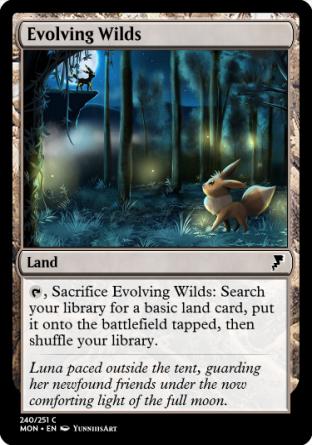 Evolving Wilds
Land
, Sacrifice Evolving Wilds: Search
your library for a basic land card, put
it onto the battlefield tapped, then
shuffle your library.
Luna paced outside the tent, guarding
her newfound friends under the now
comforting light of the full moon.
240/251 C
MON • EN YunniisArt